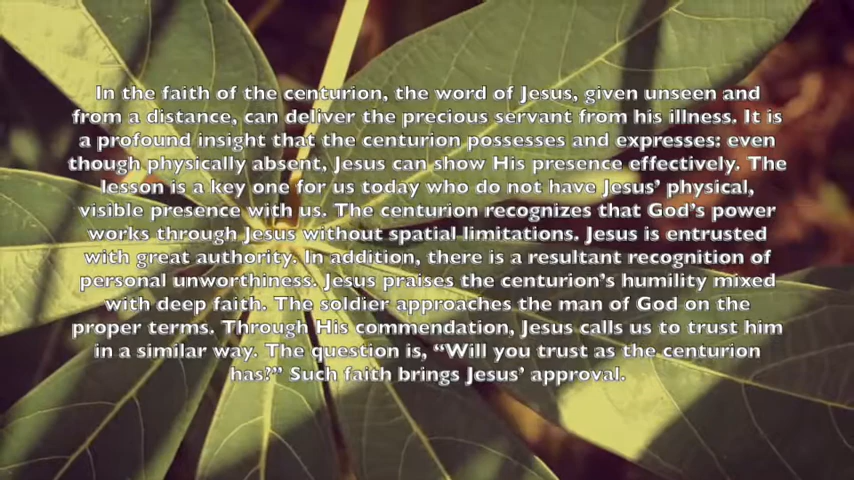 In the faith of the centurion, the word of Jesus, given unseen and
from a distance, can deliver the precious servant from his illness. It is
a profound insight that the centurion possesses and expresses: even
though physically absent, Jesus can show His presence effectively. The
lesson is a key one for us today who do not have Jesus’ physical,
visible presence with us. The centurion recognizes that God’s power
works through Jesus without spatial limitations. Jesus is entrusted
with great authority. In addition, there is a resultant recognition of
personal unworthiness. Jesus praises the centurion’s humility mixed
with deep faith. The soldier approaches the man of God on the
proper terms. Through His commendation, Jesus calls us to trust him
in a similar way. The question is, “Will you trust as the centurion
has?” Such faith brings Jesus’ approval.